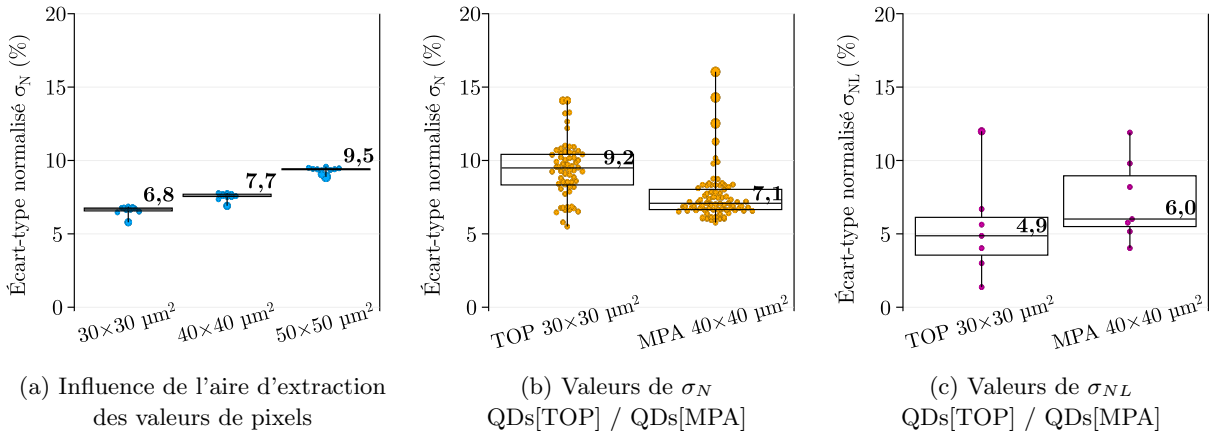 20
15
10
5
0
Écart-type normalisé σN (%)
6,8
7,7
9,5
30×30 µm²
40×40 µm²
50×50 µm²
(a) Influence de l'aire d'extraction
des valeurs de pixels
20
15
10
5
0
Écart-type normalisé σN (%)
9,2
7,1
TOP 30×30 µm²
MPA 40×40 µm²
(b) Valeurs de σN
QDs[TOP] / QDs[MPA]
20
15
10
5
0
Écart-type normalisé σNL (%)
4,9
6,0
TOP 30×30 µm²
MPA 40×40 µm²
(c) Valeurs de σNL
QDs[TOP] / QDs[MPA]